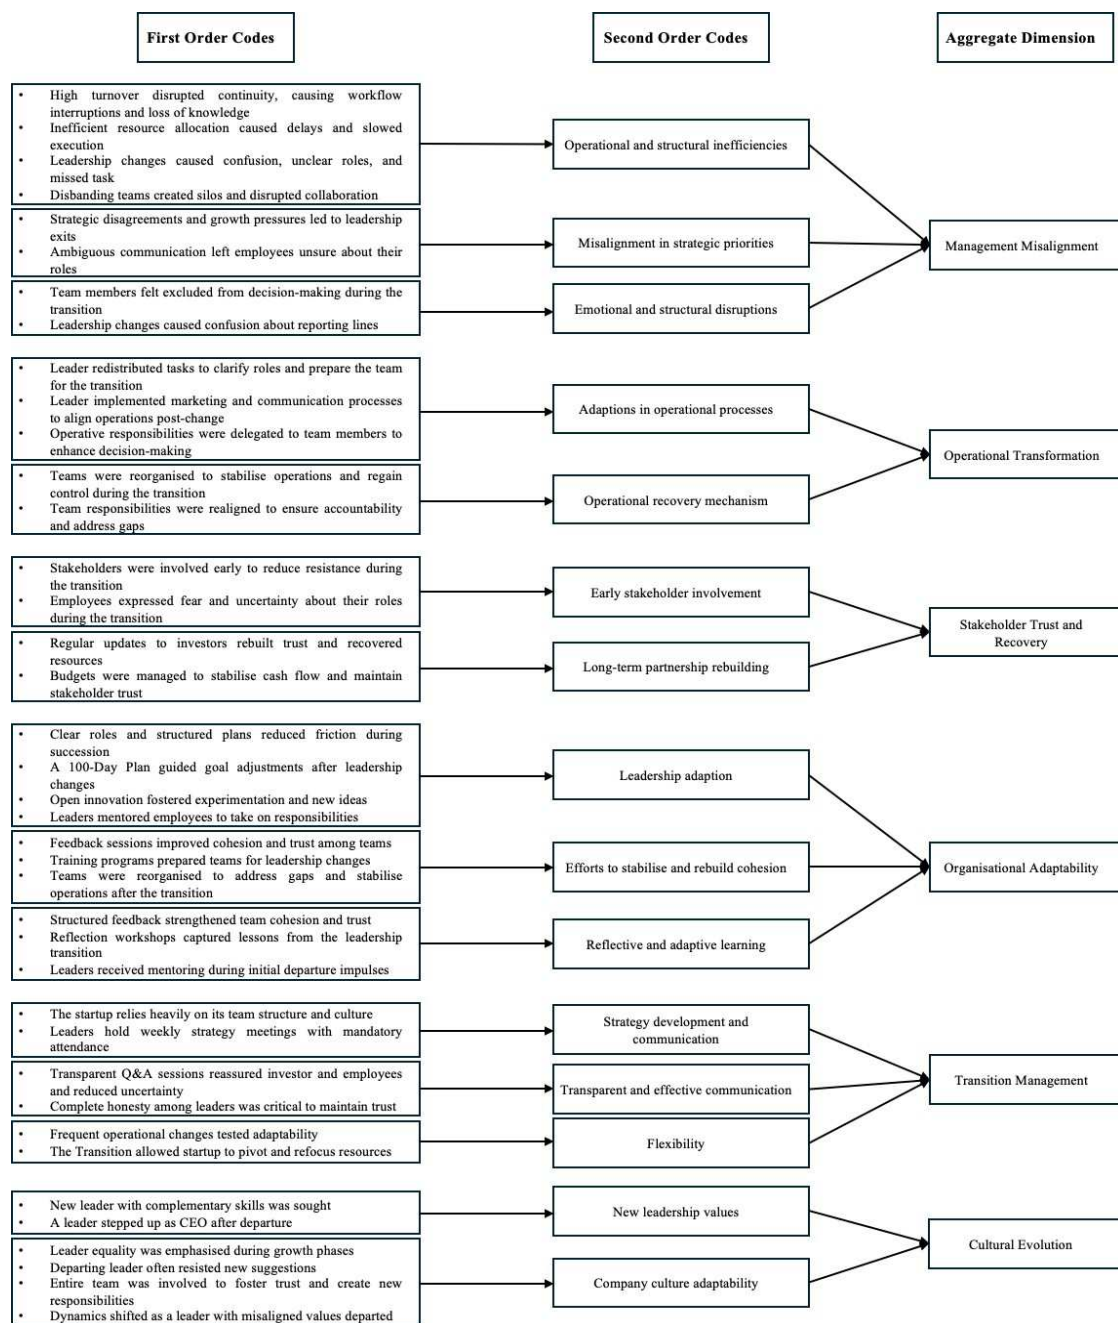 First Order Codes
Second Order Codes
Aggregate Dimension
• High turnover disrupted continuity, causing workflow
interruptions and loss of knowledge
• Inefficient resource allocation caused delays and slowed
execution
• Leadership changes caused confusion, unclear roles, and
missed task
• Disbanding teams created silos and disrupted collaboration
Operational and structural inefficiencies
• Strategic disagreements and growth pressures led to leadership
exits
• Ambiguous communication left employees unsure about their
roles
Misalignment in strategic priorities
Management Misalignment
• Team members felt excluded from decision-making during the
transition
• Leadership changes caused confusion about reporting lines
Emotional and structural disruptions
• Leader redistributed tasks to clarify roles and prepare the team
for the transition
• Leader implemented marketing and communication processes
to align operations post-change
• Operative responsibilities were delegated to team members to
enhance decision-making
Adaptions in operational processes
Operational Transformation
• Teams were reorganised to stabilise operations and regain
control during the transition
• Team responsibilities were realigned to ensure accountability
and address gaps
Operational recovery mechanism
• Stakeholders were involved early to reduce resistance during
the transition
• Employees expressed fear and uncertainty about their roles
during the transition
Early stakeholder involvement
Stakeholder Trust and
Recovery
• Regular updates to investors rebuilt trust and recovered
resources
• Budgets were managed to stabilise cash flow and maintain
stakeholder trust
Long-term partnership rebuilding
• Clear roles and structured plans reduced friction during
succession
• A 100-Day Plan guided goal adjustments after leadership
changes
• Open innovation fostered experimentation and new ideas
• Leaders mentored employees to take on responsibilities
Leadership adaption
• Feedback sessions improved cohesion and trust among teams
• Training programs prepared teams for leadership changes
• Teams were reorganised to address gaps and stabilise
operations after the transition
Efforts to stabilise and rebuild cohesion
Organisational Adaptability
• Structured feedback strengthened team cohesion and trust
• Reflection workshops captured lessons from the leadership
transition
• Leaders received mentoring during initial departure impulses
Reflective and adaptive learning
• The startup relies heavily on its team structure and culture
• Leaders hold weekly strategy meetings with mandatory
attendance
Strategy development and
communication
• Transparent Q&A sessions reassured investor and employees
and reduced uncertainty
• Complete honesty among leaders was critical to maintain trust
Transparent and effective communication
Transition Management
• Frequent operational changes tested adaptability
• The Transition allowed startup to pivot and refocus resources
Flexibility
• New leader with complementary skills was sought
• A leader stepped up as CEO after departure
New leadership values
Cultural Evolution
• Leader equality was emphasised during growth phases
• Departing leader often resisted new suggestions
• Entire team was involved to foster trust and create new
responsibilities
• Dynamics shifted as a leader with misaligned values departed
Company culture adaptability